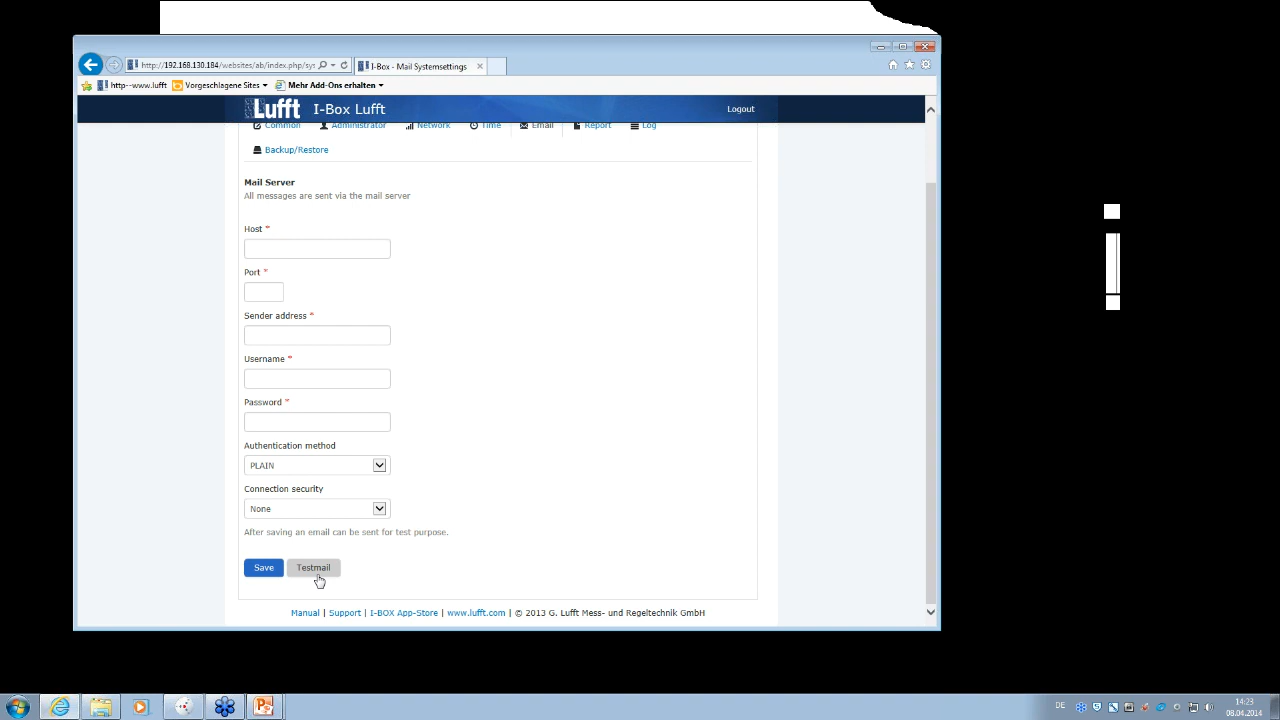 http://192.168.130.184/websites/ab/index.php/sys
I-Box - Mail Systemsettings
http--www.lufft
Vorgeschlagene Sites
Mehr Add-Ons erhalten
Lufft
I-Box Lufft
Logout
Common
Administrator
Network
Time
Email
Report
Log
Backup/Restore
Mail Server
All messages are sent via the mail server
Host *
Port *
Sender address *
Username *
Password *
Authentication method
PLAIN
Connection security
None
After saving an email can be sent for test purpose.
Save
Testmail
Manual | Support | I-BOX App-Store | www.lufft.com | © 2013 G. Lufft Mess- und Regeltechnik GmbH
DE
14:23
08.04.2014